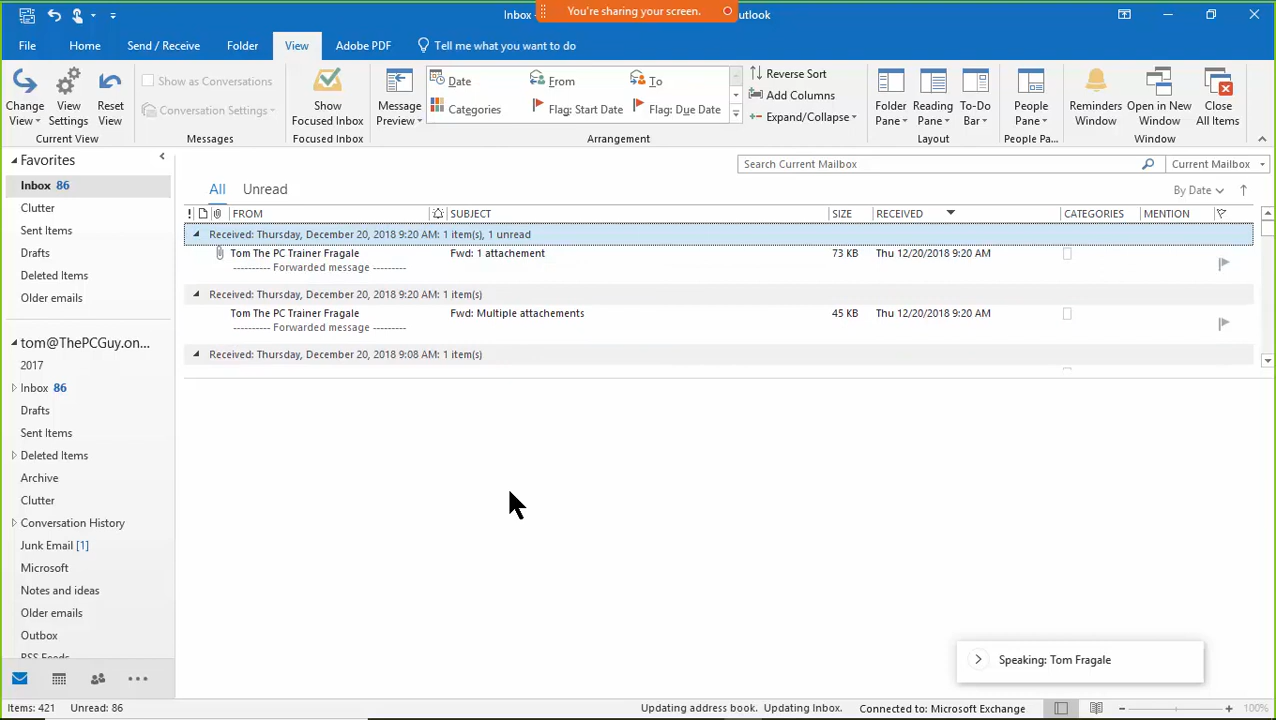 Inbox - 
You're sharing your screen.
utlook
File Home Send / Receive Folder View Adobe PDF Tell me what you want to do
Change View
View Settings
Reset View
Current View
Show as Conversations
Conversation Settings
Messages
Show Focused Inbox
Focused Inbox
Message Preview
Date From To
Categories Flag: Start Date Flag: Due Date
Reverse Sort
Add Columns
Expand/Collapse
Arrangement
Folder Pane
Reading Pane
To-Do Bar
Layout
People Pane
People Pa...
Reminders Window
Open in New Window
Close All Items
Window
Favorites
Inbox 86
Clutter
Sent Items
Drafts
Deleted Items
Older emails
tom@ThePCGuy.on...
2017
Inbox 86
Drafts
Sent Items
Deleted Items
Archive
Clutter
Conversation History
Junk Email [1]
Microsoft
Notes and ideas
Older emails
Outbox
RSS Feeds
Search Current Mailbox
Current Mailbox
All Unread
By Date
! FROM SUBJECT SIZE RECEIVED CATEGORIES MENTION
Received: Thursday, December 20, 2018 9:20 AM: 1 item(s), 1 unread
Tom The PC Trainer Fragale Fwd: 1 attachement 73 KB Thu 12/20/2018 9:20 AM
---------- Forwarded message ---------
Received: Thursday, December 20, 2018 9:20 AM: 1 item(s)
Tom The PC Trainer Fragale Fwd: Multiple attachements 45 KB Thu 12/20/2018 9:20 AM
---------- Forwarded message ---------
Received: Thursday, December 20, 2018 9:08 AM: 1 item(s)
Speaking: Tom Fragale
Items: 421 Unread: 86 Updating address book. Updating Inbox. Connected to: Microsoft Exchange 100%